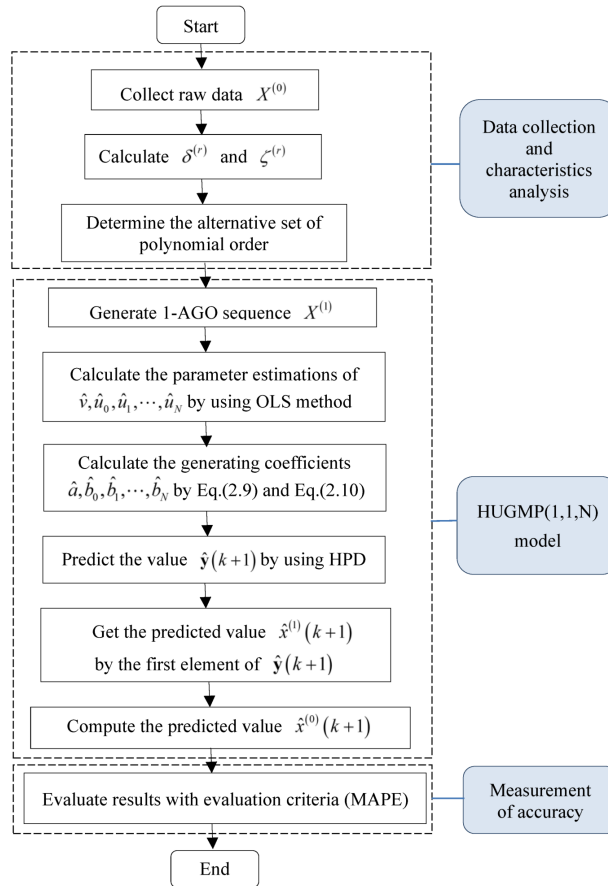 Start
Collect raw data X^(0)
Calculate δ^(r) and ζ^(r)
Determine the alternative set of
polynomial order
Data collection
and
characteristics
analysis
Generate 1-AGO sequence X^(1)
Calculate the parameter estimations of
v̂,û₀,û₁,⋯,û_N by using OLS method
Calculate the generating coefficients
â,b̂₀,b̂₁,⋯,b̂_N by Eq.(2.9) and Eq.(2.10)
Predict the value ŷ(k+1) by using HPD
Get the predicted value x̂^(1)(k+1)
by the first element of ŷ(k+1)
Compute the predicted value x̂^(0)(k+1)
HUGMP(1,1,N)
model
Evaluate results with evaluation criteria (MAPE)
Measurement
of accuracy
End